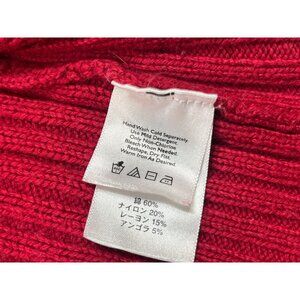 Hand Wash Cold Separately
Use Mild Detergent.
Only Non-Chlorine
Bleach When Needed.
Reshape, Dry Flat.
Warm Iron As Desired.
綿 60%
ナイロン 20%
レーヨン 15%
アンゴラ 5%